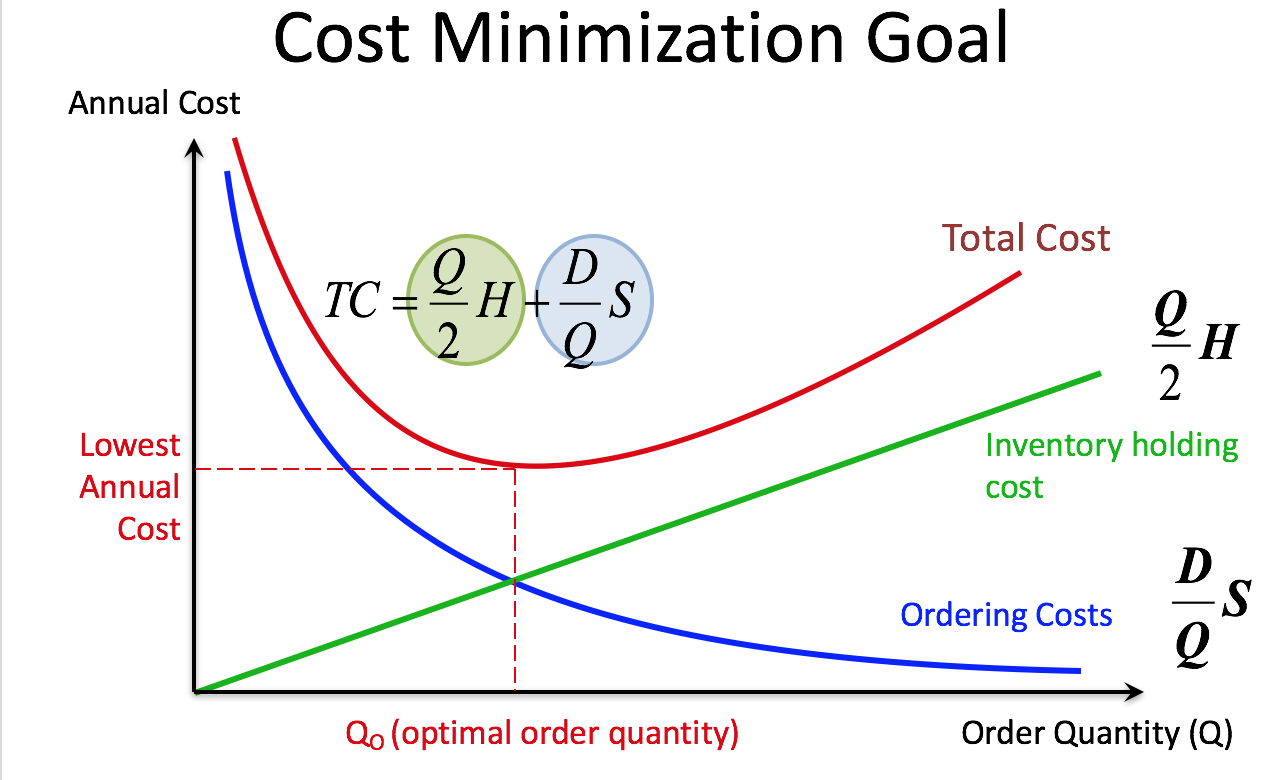 Cost Minimization Goal
Annual Cost
Total Cost
TC = Q/2 H + D/Q S
Q/2 H
Lowest
Annual
Cost
Inventory holding
cost
D/Q S
Ordering Costs
QO (optimal order quantity)
Order Quantity (Q)